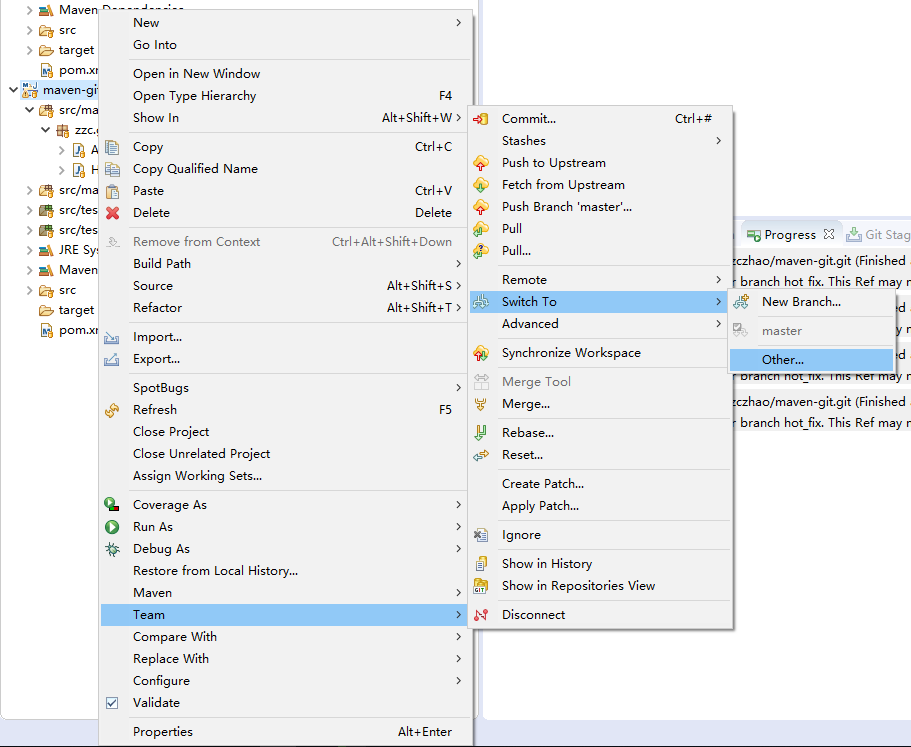 Maven Dependencies
src
target
pom.xm
maven-gi
src/ma
zzc.g
A
H
src/ma
src/tes
src/tes
JRE Sys
Maven
src
target
pom.xm
New
Go Into
Open in New Window
Open Type Hierarchy F4
Show In Alt+Shift+W
Copy Ctrl+C
Copy Qualified Name
Paste Ctrl+V
Delete Delete
Remove from Context Ctrl+Alt+Shift+Down
Build Path
Source Alt+Shift+S
Refactor Alt+Shift+T
Import...
Export...
SpotBugs
Refresh F5
Close Project
Close Unrelated Project
Assign Working Sets...
Coverage As
Run As
Debug As
Restore from Local History...
Maven
Team
Compare With
Replace With
Configure
Validate
Properties Alt+Enter
Commit... Ctrl+#
Stashes
Push to Upstream
Fetch from Upstream
Push Branch 'master'...
Pull
Pull...
Remote
Switch To
Advanced
Synchronize Workspace
Merge Tool
Merge...
Rebase...
Reset...
Create Patch...
Apply Patch...
Ignore
Show in History
Show in Repositories View
Disconnect
New Branch...
master
Other...
Progress Git Stag
zczhao/maven-git.git (Finished
r branch hot_fix. This Ref may n
r branch hot_fix. This Ref may n
zczhao/maven-git.git (Finished
r branch hot_fix. This Ref may n